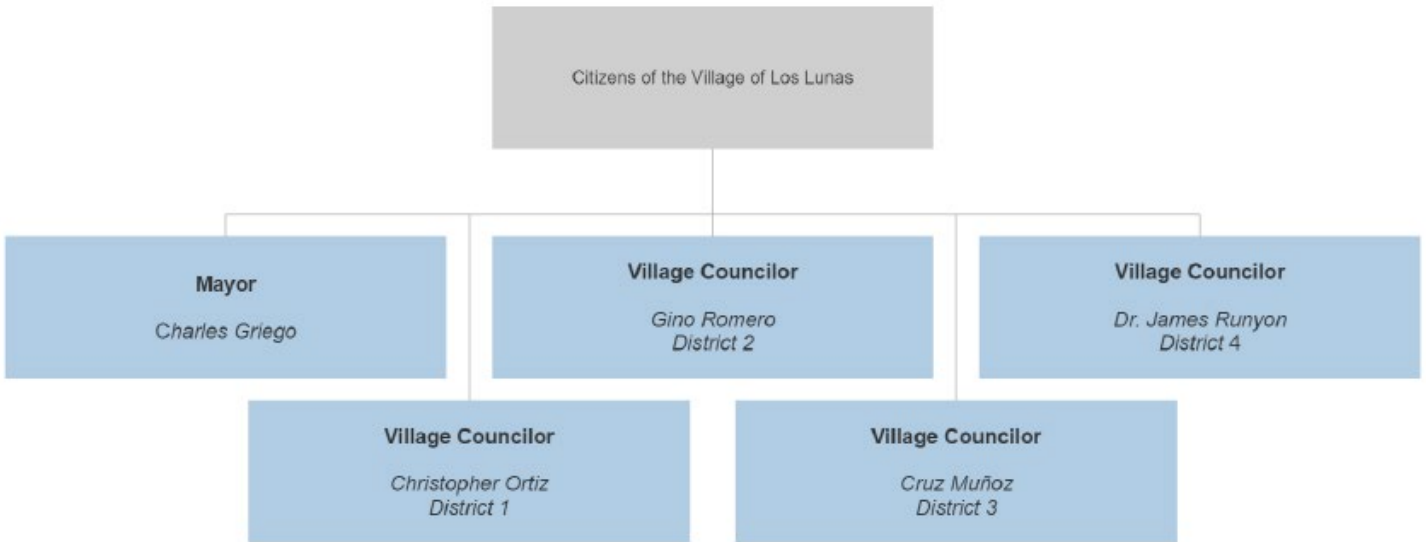 Citizens of the Village of Los Lunas
Mayor
Charles Griego
Village Councilor
Gino Romero
District 2
Village Councilor
Dr. James Runyon
District 4
Village Councilor
Christopher Ortiz
District 1
Village Councilor
Cruz Muñoz
District 3